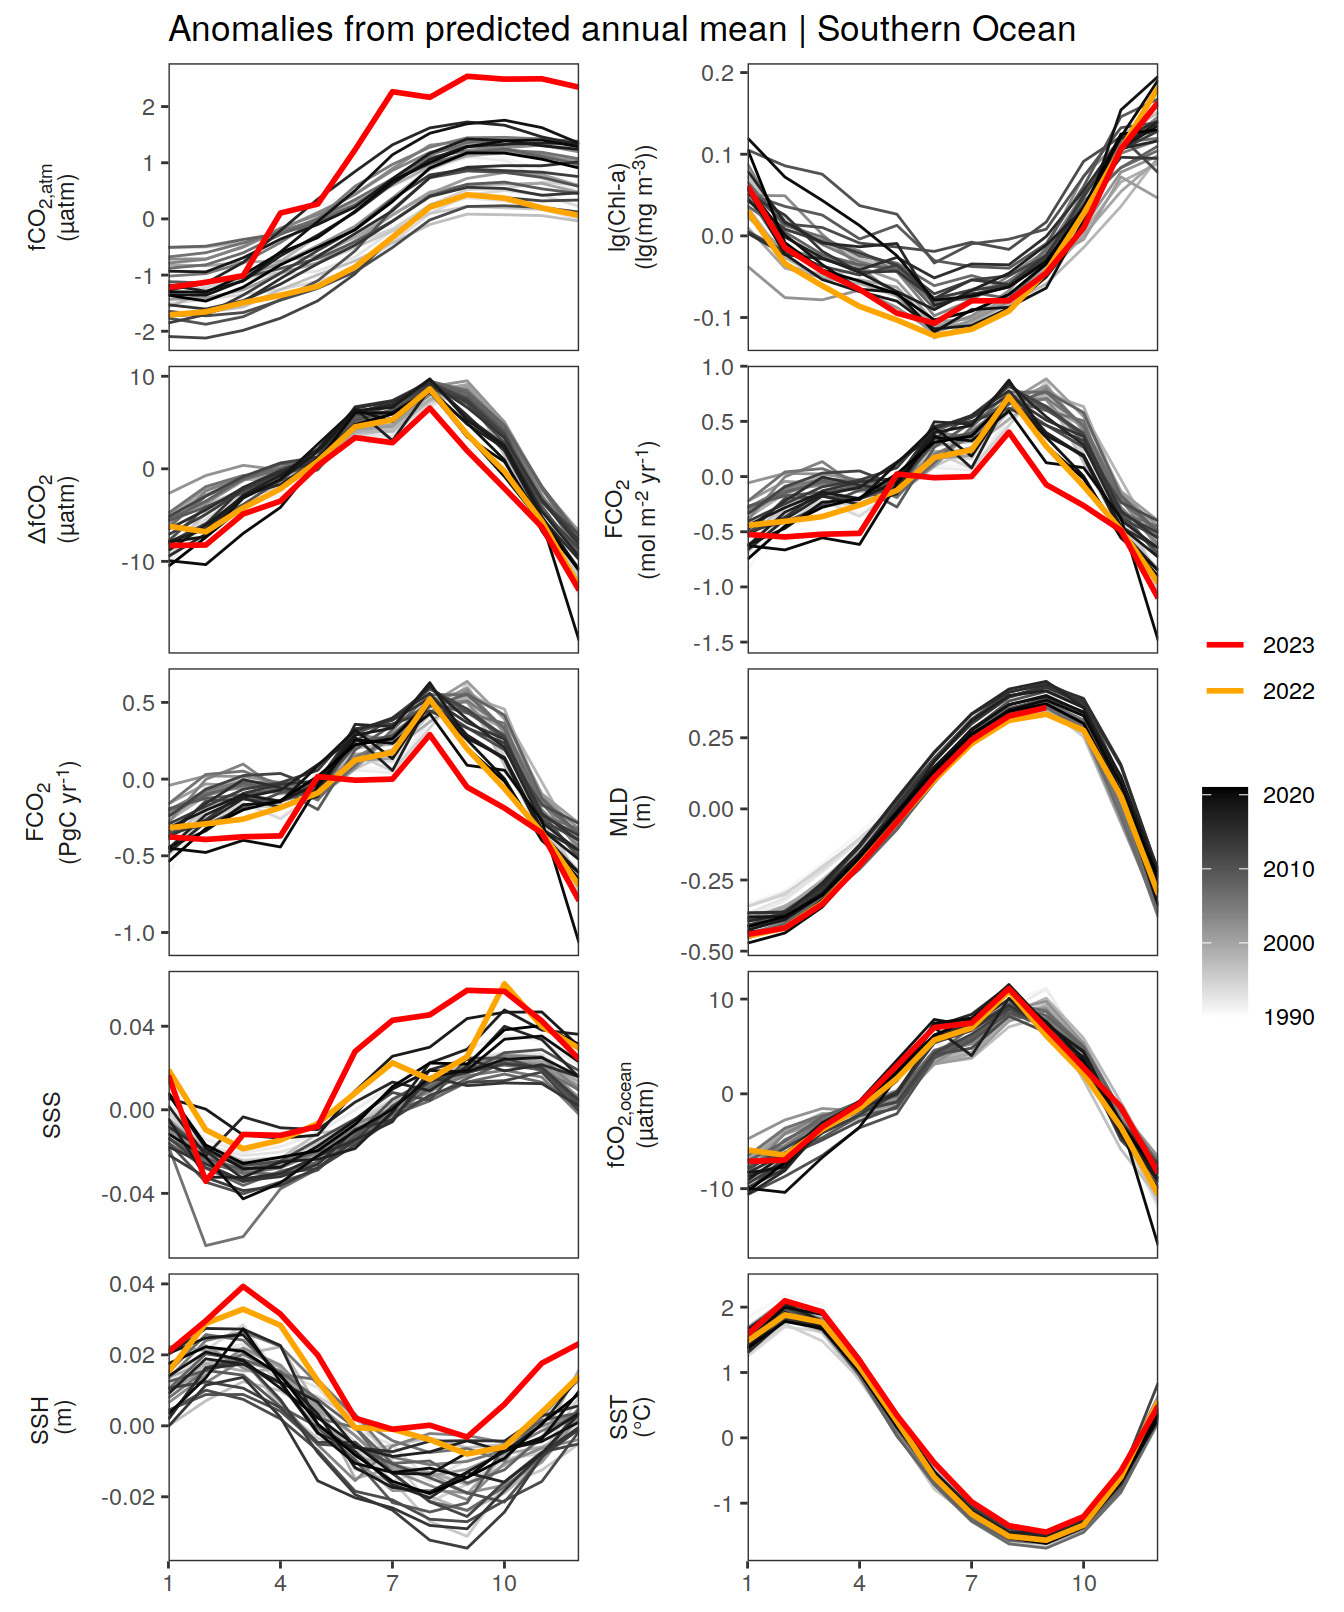 Anomalies from predicted annual mean | Southern Ocean
fCO2,atm
(µatm)
2
1
0
-1
-2
lg(Chl-a)
(lg(mg m-3))
0.2
0.1
0.0
-0.1
ΔfCO2
(µatm)
10
0
-10
FCO2
(mol m-2 yr-1)
1.0
0.5
0.0
-0.5
-1.0
-1.5
FCO2
(PgC yr-1)
0.5
0.0
-0.5
-1.0
MLD
(m)
0.25
0.00
-0.25
-0.50
SSS
0.04
0.00
-0.04
fCO2,ocean
(µatm)
10
0
-10
SSH
(m)
0.04
0.02
0.00
-0.02
1 4 7 10
SST
(°C)
2
1
0
-1
1 4 7 10
2023
2022
2020
2010
2000
1990